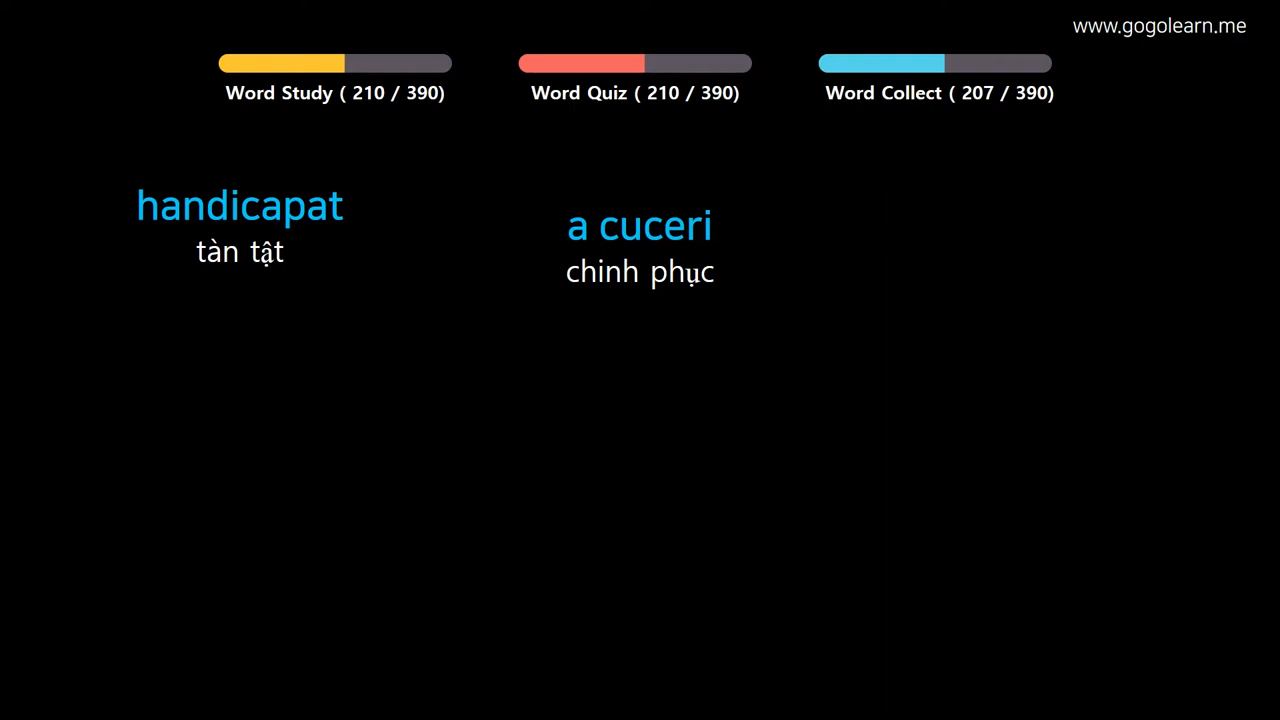 www.gogolearn.me
Word Study ( 210 / 390)
Word Quiz ( 210 / 390)
Word Collect ( 207 / 390)
handicapat
tàn tật
a cuceri
chinh phục